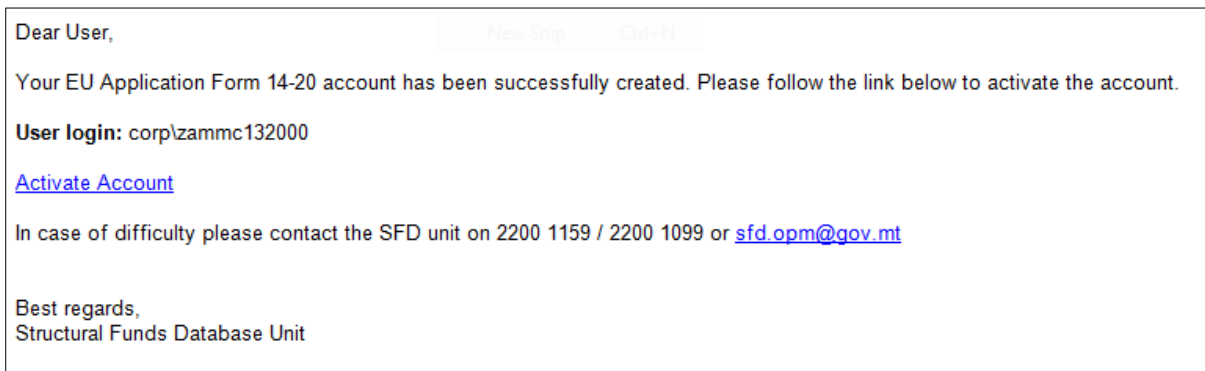 New Snip Ctrl+N
Dear User,
Your EU Application Form 14-20 account has been successfully created. Please follow the link below to activate the account.
User login: corp\zammc132000
Activate Account
In case of difficulty please contact the SFD unit on 2200 1159 / 2200 1099 or sfd.opm@gov.mt
Best regards,
Structural Funds Database Unit